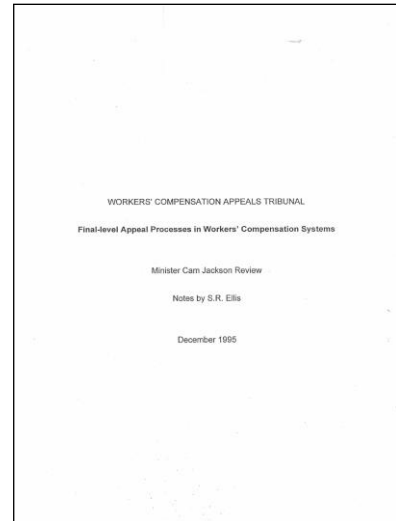 WORKERS' COMPENSATION APPEALS TRIBUNAL
Final-level Appeal Processes in Workers' Compensation Systems
Minister Cam Jackson Review
Notes by S.R. Ellis
December 1995